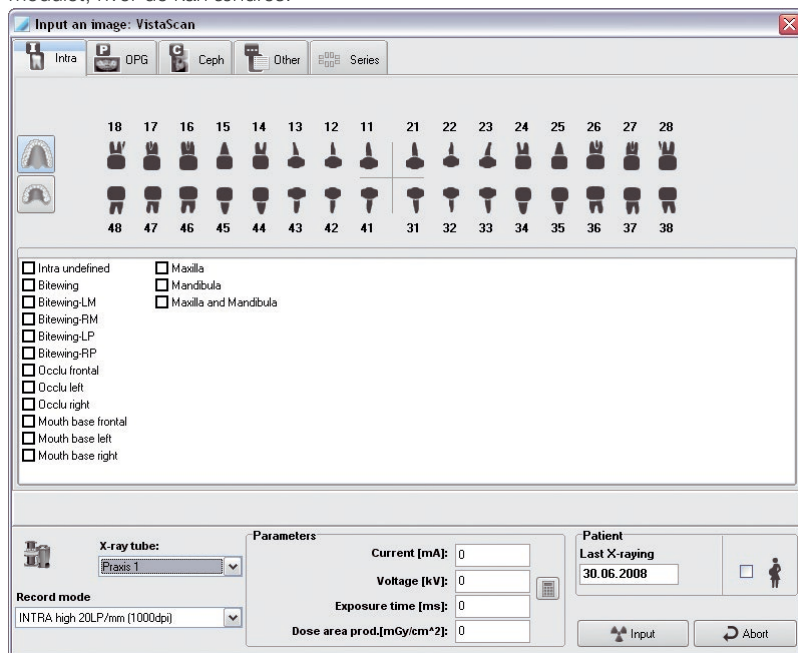 modulet, hvor de kan ændres.
Input an image: VistaScan
I Intra P OPG C Ceph Other Series
18 17 16 15 14 13 12 11 21 22 23 24 25 26 27 28
48 47 46 45 44 43 42 41 31 32 33 34 35 36 37 38
Intra undefined
Bitewing
Bitewing-LM
Bitewing-RM
Bitewing-LP
Bitewing-RP
Occlu frontal
Occlu left
Occlu right
Mouth base frontal
Mouth base left
Mouth base right
Maxilla
Mandibula
Maxilla and Mandibula
X-ray tube:
Praxis 1
Record mode
INTRA high 20LP/mm (1000dpi)
Parameters
Current [mA]: 0
Voltage [kV]: 0
Exposure time [ms]: 0
Dose area prod.[mGy/cm^2]: 0
Patient
Last X-raying
30.06.2008
Input
Abort